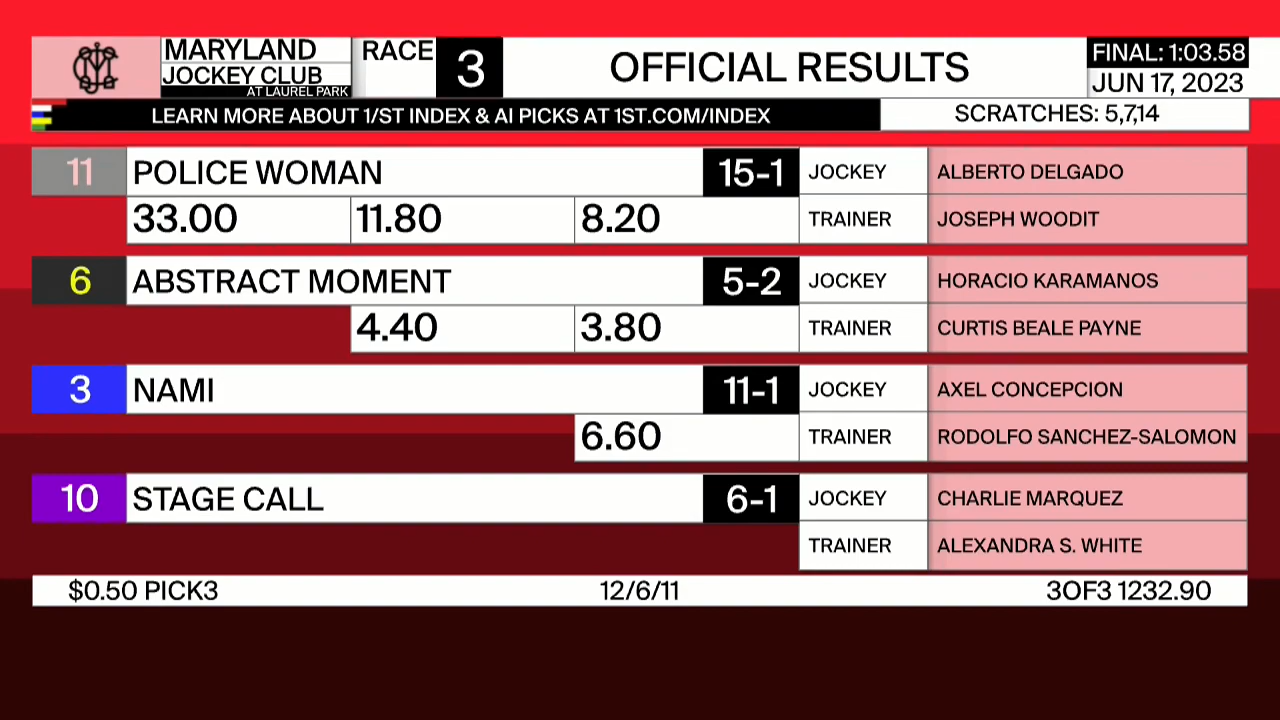 MARYLAND
JOCKEY CLUB
AT LAUREL PARK
RACE 3
OFFICIAL RESULTS
FINAL: 1:03.58
JUN 17, 2023
LEARN MORE ABOUT 1/ST INDEX & AI PICKS AT 1ST.COM/INDEX
SCRATCHES: 5,7,14
11 POLICE WOMAN 15-1 JOCKEY ALBERTO DELGADO
33.00 11.80 8.20 TRAINER JOSEPH WOODIT
6 ABSTRACT MOMENT 5-2 JOCKEY HORACIO KARAMANOS
4.40 3.80 TRAINER CURTIS BEALE PAYNE
3 NAMI 11-1 JOCKEY AXEL CONCEPCION
6.60 TRAINER RODOLFO SANCHEZ-SALOMON
10 STAGE CALL 6-1 JOCKEY CHARLIE MARQUEZ
TRAINER ALEXANDRA S. WHITE
$0.50 PICK3 12/6/11 3OF3 1232.90